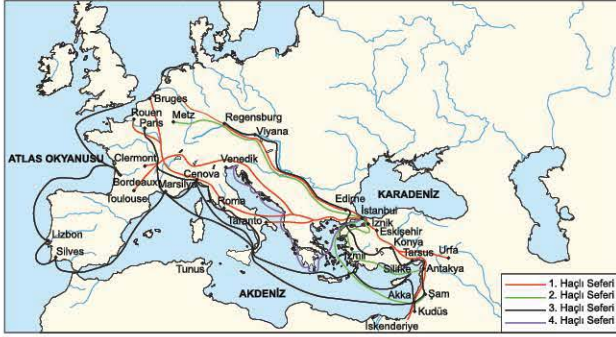 Bruges
Rouen
Paris
Metz
Regensburg
Viyana
ATLAS OKYANUSU
Clermont
Venedik
Cenova
Bordeaux
Marsilya
Toulouse
Roma
Taranto
Edirne
KARADENİZ
İstanbul
İznik
Eskişehir
Konya
Tarsus
Urfa
Lizbon
Silves
İzmir
Silifke
Antakya
Tunus
AKDENİZ
Akka
Şam
Kudüs
İskenderiye
1. Haçlı Seferi
2. Haçlı Seferi
3. Haçlı Seferi
4. Haçlı Seferi